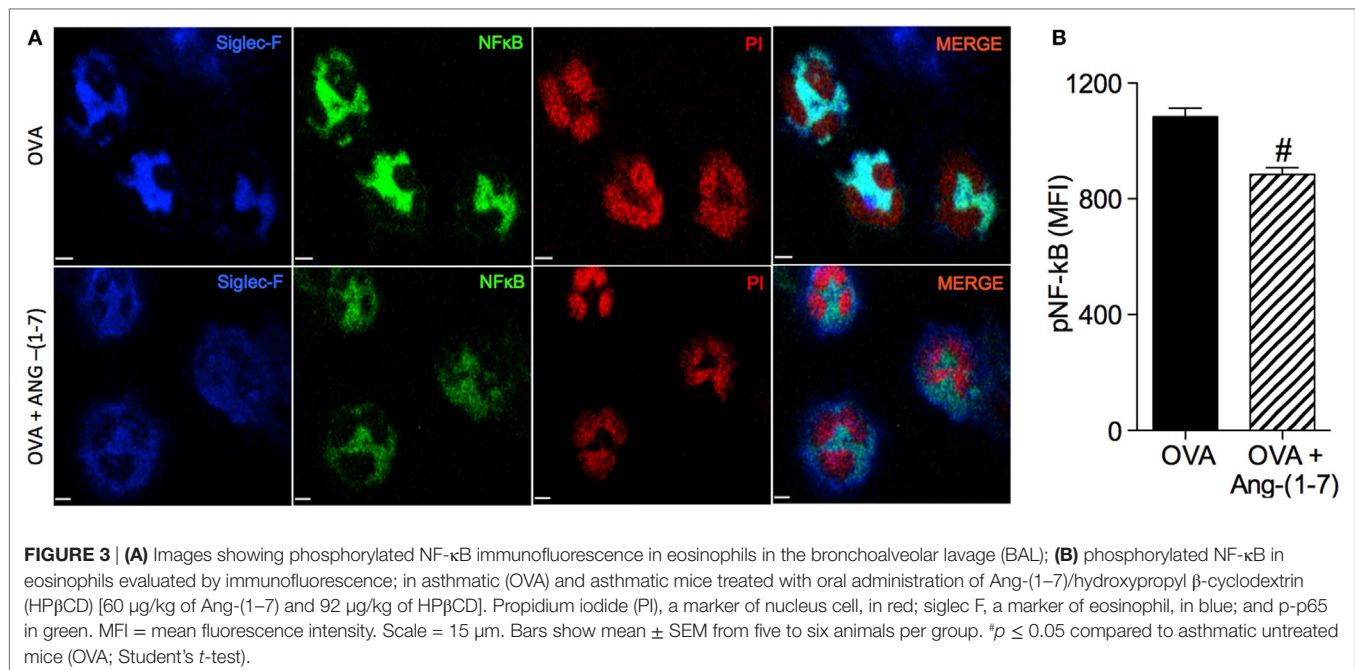 A
Siglec-F
NFκB
PI
MERGE
OVA
Siglec-F
NFκB
PI
MERGE
OVA + ANG –(1-7)
B
1200
800
400
0
pNF-kB (MFI)
#
OVA
OVA +
Ang-(1-7)
FIGURE 3 | (A) Images showing phosphorylated NF-κB immunofluorescence in eosinophils in the bronchoalveolar lavage (BAL); (B) phosphorylated NF-κB in
eosinophils evaluated by immunofluorescence; in asthmatic (OVA) and asthmatic mice treated with oral administration of Ang-(1–7)/hydroxypropyl β-cyclodextrin
(HPβCD) [60 μg/kg of Ang-(1–7) and 92 μg/kg of HPβCD]. Propidium iodide (PI), a marker of nucleus cell, in red; siglec F, a marker of eosinophil, in blue; and p-p65
in green. MFI = mean fluorescence intensity. Scale = 15 μm. Bars show mean ± SEM from five to six animals per group. #p ≤ 0.05 compared to asthmatic untreated
mice (OVA; Student's t-test).